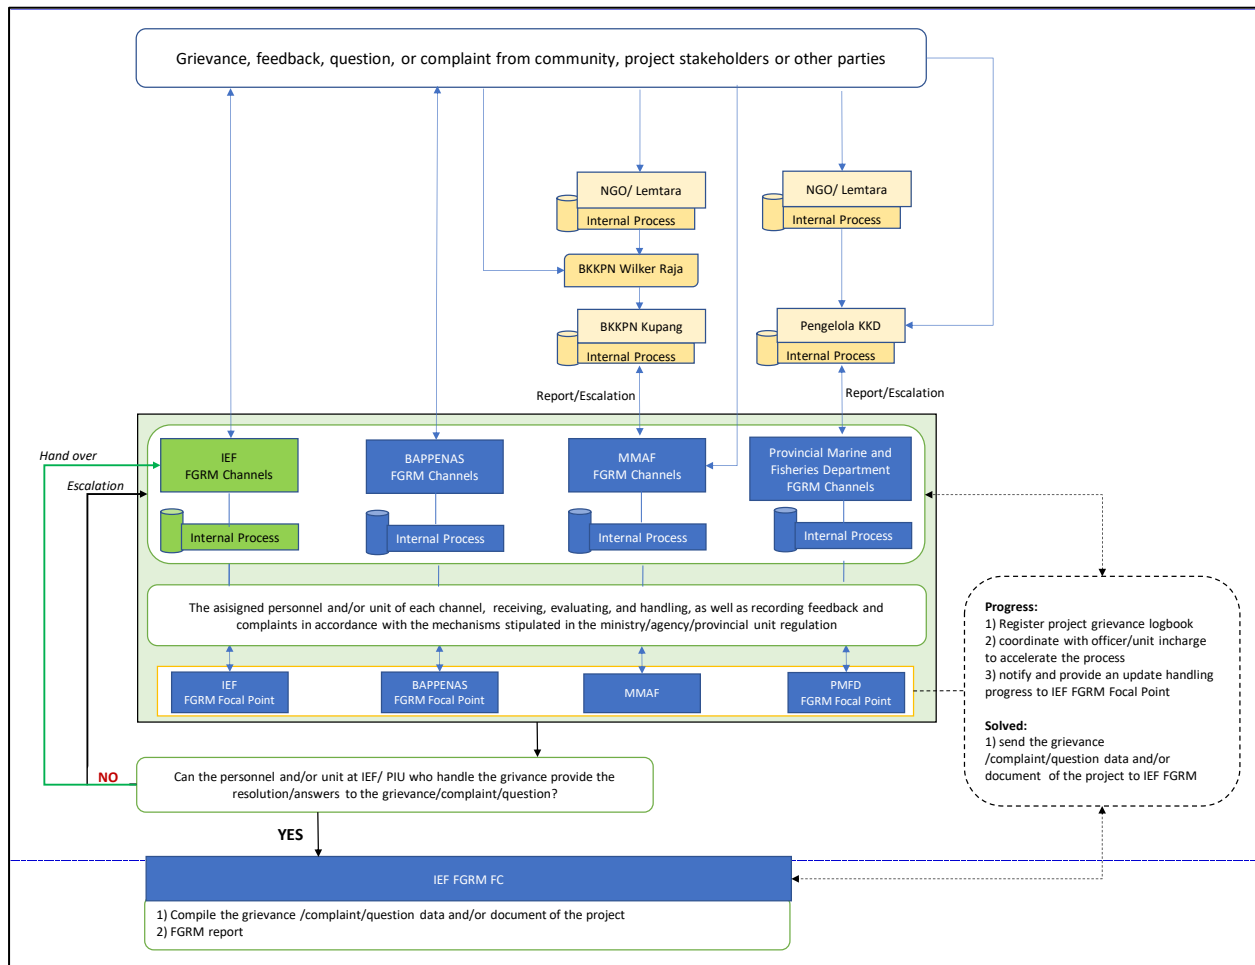 Grievance, feedback, question, or complaint from community, project stakeholders or other parties
NGO/ Lemtara
Internal Process
NGO/ Lemtara
Internal Process
BKKPN Wilker Raja
BKKPN Kupang
Internal Process
Pengelola KKD
Internal Process
Report/Escalation
Report/Escalation
Hand over
Escalation
IEF
FGRM Channels
BAPPENAS
FGRM Channels
MMAF
FGRM Channels
Provincial Marine and
Fisheries Department
FGRM Channels
Internal Process
Internal Process
Internal Process
Internal Process
The asisigned personnel and/or unit of each channel, receiving, evaluating, and handling, as well as recording feedback and
complaints in accordance with the mechanisms stipulated in the ministry/agency/provincial unit regulation
IEF
FGRM Focal Point
BAPPENAS
FGRM Focal Point
MMAF
PMFD
FGRM Focal Point
Progress:
1) Register project grievance logbook
2) coordinate with officer/unit incharge
to accelerate the process
3) notify and provide an update handling
progress to IEF FGRM Focal Point
Solved:
1) send the grievance
/complaint/question data and/or
document of the project to IEF FGRM
NO
Can the personnel and/or unit at IEF/ PIU who handle the grivance provide the
resolution/answers to the grievance/complaint/question?
YES
IEF FGRM FC
1) Compile the grievance /complaint/question data and/or document of the project
2) FGRM report